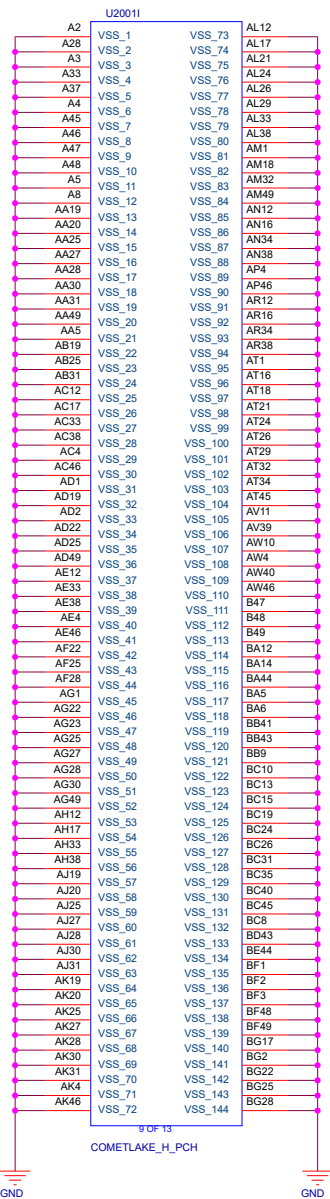 U2001I
A2 VSS_1 VSS_73 AL12
A28 VSS_2 VSS_74 AL17
A3 VSS_3 VSS_75 AL21
A33 VSS_4 VSS_76 AL24
A37 VSS_5 VSS_77 AL26
A4 VSS_6 VSS_78 AL29
A45 VSS_7 VSS_79 AL33
A46 VSS_8 VSS_80 AL38
A47 VSS_9 VSS_81 AM1
A48 VSS_10 VSS_82 AM18
A5 VSS_11 VSS_83 AM32
A8 VSS_12 VSS_84 AM49
AA19 VSS_13 VSS_85 AN12
AA20 VSS_14 VSS_86 AN16
AA25 VSS_15 VSS_87 AN34
AA27 VSS_16 VSS_88 AN38
AA28 VSS_17 VSS_89 AP4
AA30 VSS_18 VSS_90 AP46
AA31 VSS_19 VSS_91 AR12
AA49 VSS_20 VSS_92 AR16
AA5 VSS_21 VSS_93 AR34
AB19 VSS_22 VSS_94 AR38
AB25 VSS_23 VSS_95 AT1
AB31 VSS_24 VSS_96 AT16
AC12 VSS_25 VSS_97 AT18
AC17 VSS_26 VSS_98 AT21
AC33 VSS_27 VSS_99 AT24
AC38 VSS_28 VSS_100 AT26
AC4 VSS_29 VSS_101 AT29
AC46 VSS_30 VSS_102 AT32
AD1 VSS_31 VSS_103 AT34
AD19 VSS_32 VSS_104 AT45
AD2 VSS_33 VSS_105 AV11
AD22 VSS_34 VSS_106 AV39
AD25 VSS_35 VSS_107 AW10
AD49 VSS_36 VSS_108 AW4
AE12 VSS_37 VSS_109 AW40
AE33 VSS_38 VSS_110 AW46
AE38 VSS_39 VSS_111 B47
AE4 VSS_40 VSS_112 B48
AE46 VSS_41 VSS_113 B49
AF22 VSS_42 VSS_114 BA12
AF25 VSS_43 VSS_115 BA14
AF28 VSS_44 VSS_116 BA44
AG1 VSS_45 VSS_117 BA5
AG22 VSS_46 VSS_118 BA6
AG23 VSS_47 VSS_119 BB41
AG25 VSS_48 VSS_120 BB43
AG27 VSS_49 VSS_121 BB9
AG28 VSS_50 VSS_122 BC10
AG30 VSS_51 VSS_123 BC13
AG49 VSS_52 VSS_124 BC15
AH12 VSS_53 VSS_125 BC19
AH17 VSS_54 VSS_126 BC24
AH33 VSS_55 VSS_127 BC26
AH38 VSS_56 VSS_128 BC31
AJ19 VSS_57 VSS_129 BC35
AJ20 VSS_58 VSS_130 BC40
AJ25 VSS_59 VSS_131 BC45
AJ27 VSS_60 VSS_132 BC8
AJ28 VSS_61 VSS_133 BD43
AJ30 VSS_62 VSS_134 BE44
AJ31 VSS_63 VSS_135 BF1
AK19 VSS_64 VSS_136 BF2
AK20 VSS_65 VSS_137 BF3
AK25 VSS_66 VSS_138 BF48
AK27 VSS_67 VSS_139 BF49
AK28 VSS_68 VSS_140 BG17
AK30 VSS_69 VSS_141 BG2
AK31 VSS_70 VSS_142 BG22
AK4 VSS_71 VSS_143 BG25
AK46 VSS_72 VSS_144 BG28
9 OF 13
COMETLAKE_H_PCH
GND GND